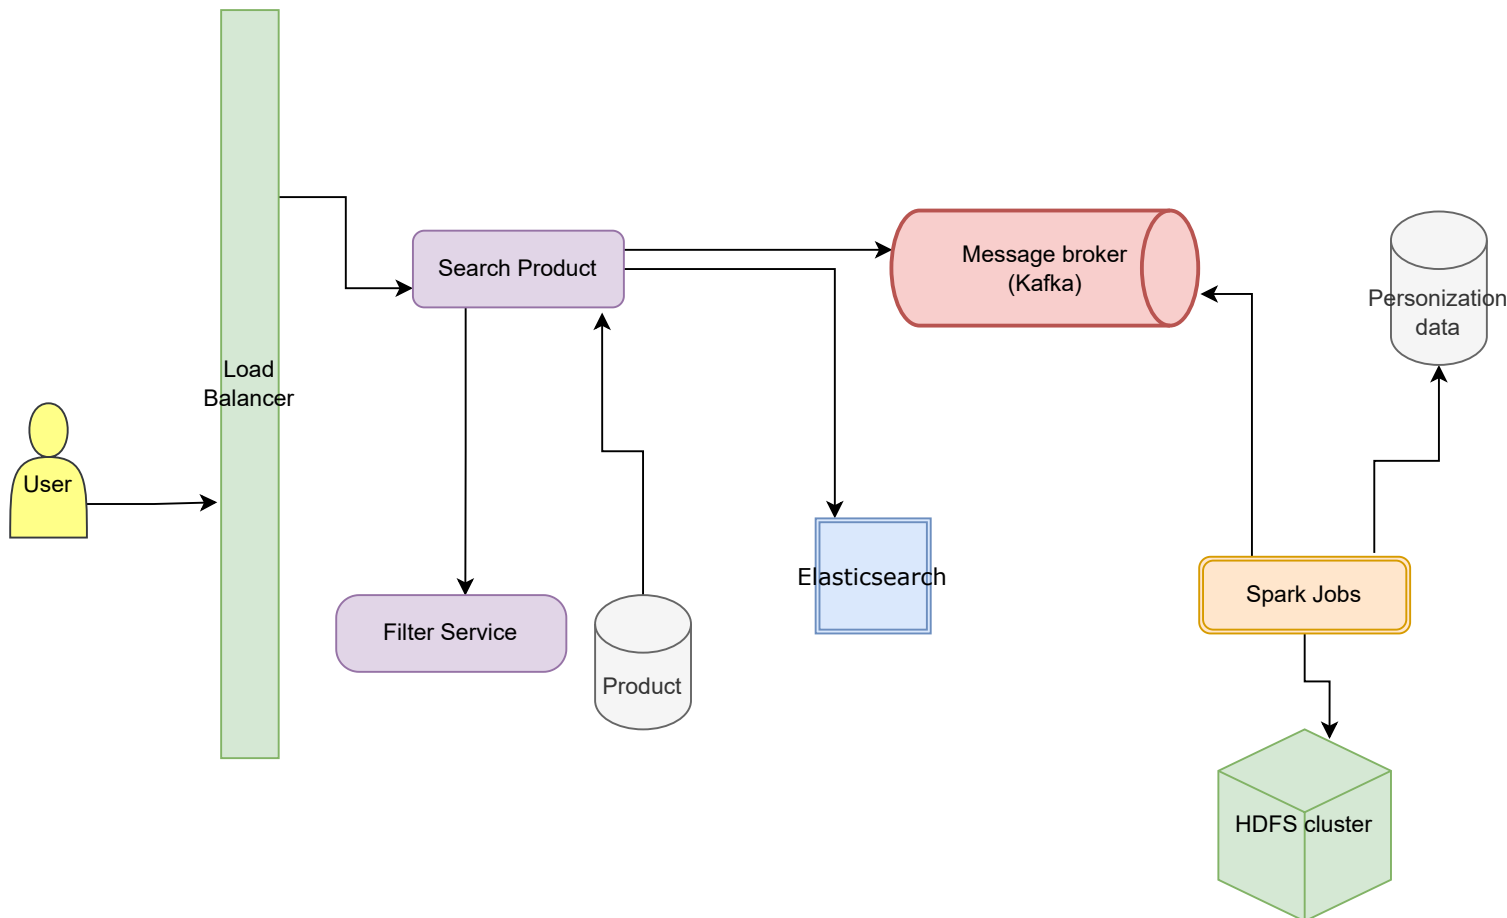 Load
Balancer
User
Search Product
Message broker
(Kafka)
Personization
data
Elasticsearch
Filter Service
Product
Spark Jobs
HDFS cluster